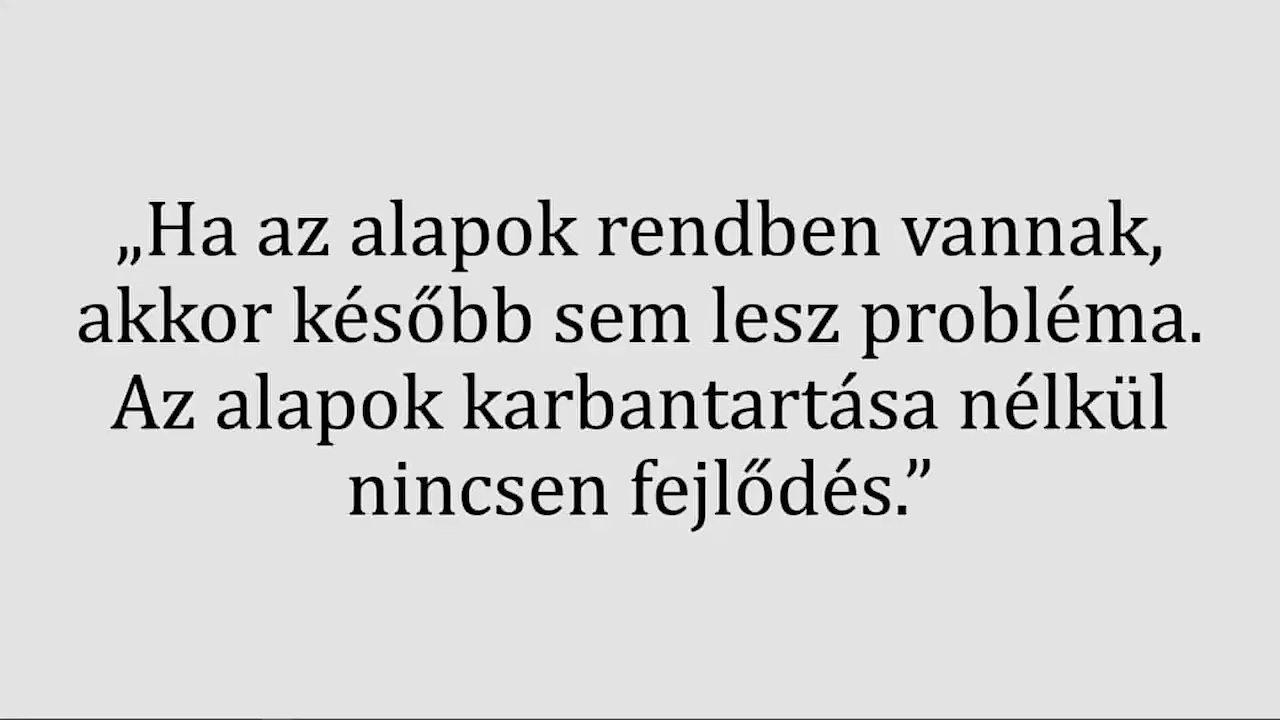 „Ha az alapok rendben vannak,
akkor később sem lesz probléma.
Az alapok karbantartása nélkül
nincsen fejlődés.”